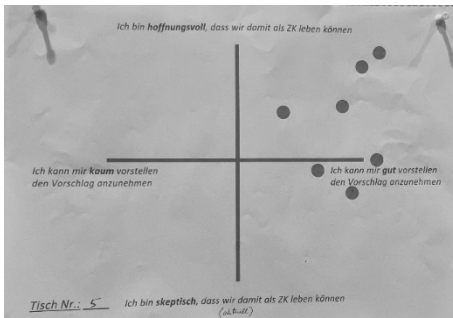 Ich bin hoffnungsvoll, dass wir damit als ZK leben können
Ich kann mir kaum vorstellen
den Vorschlag anzunehmen
Ich kann mir gut vorstellen
den Vorschlag anzunehmen
Tisch Nr.: 5
Ich bin skeptisch, dass wir damit als ZK leben können
(aktuell)